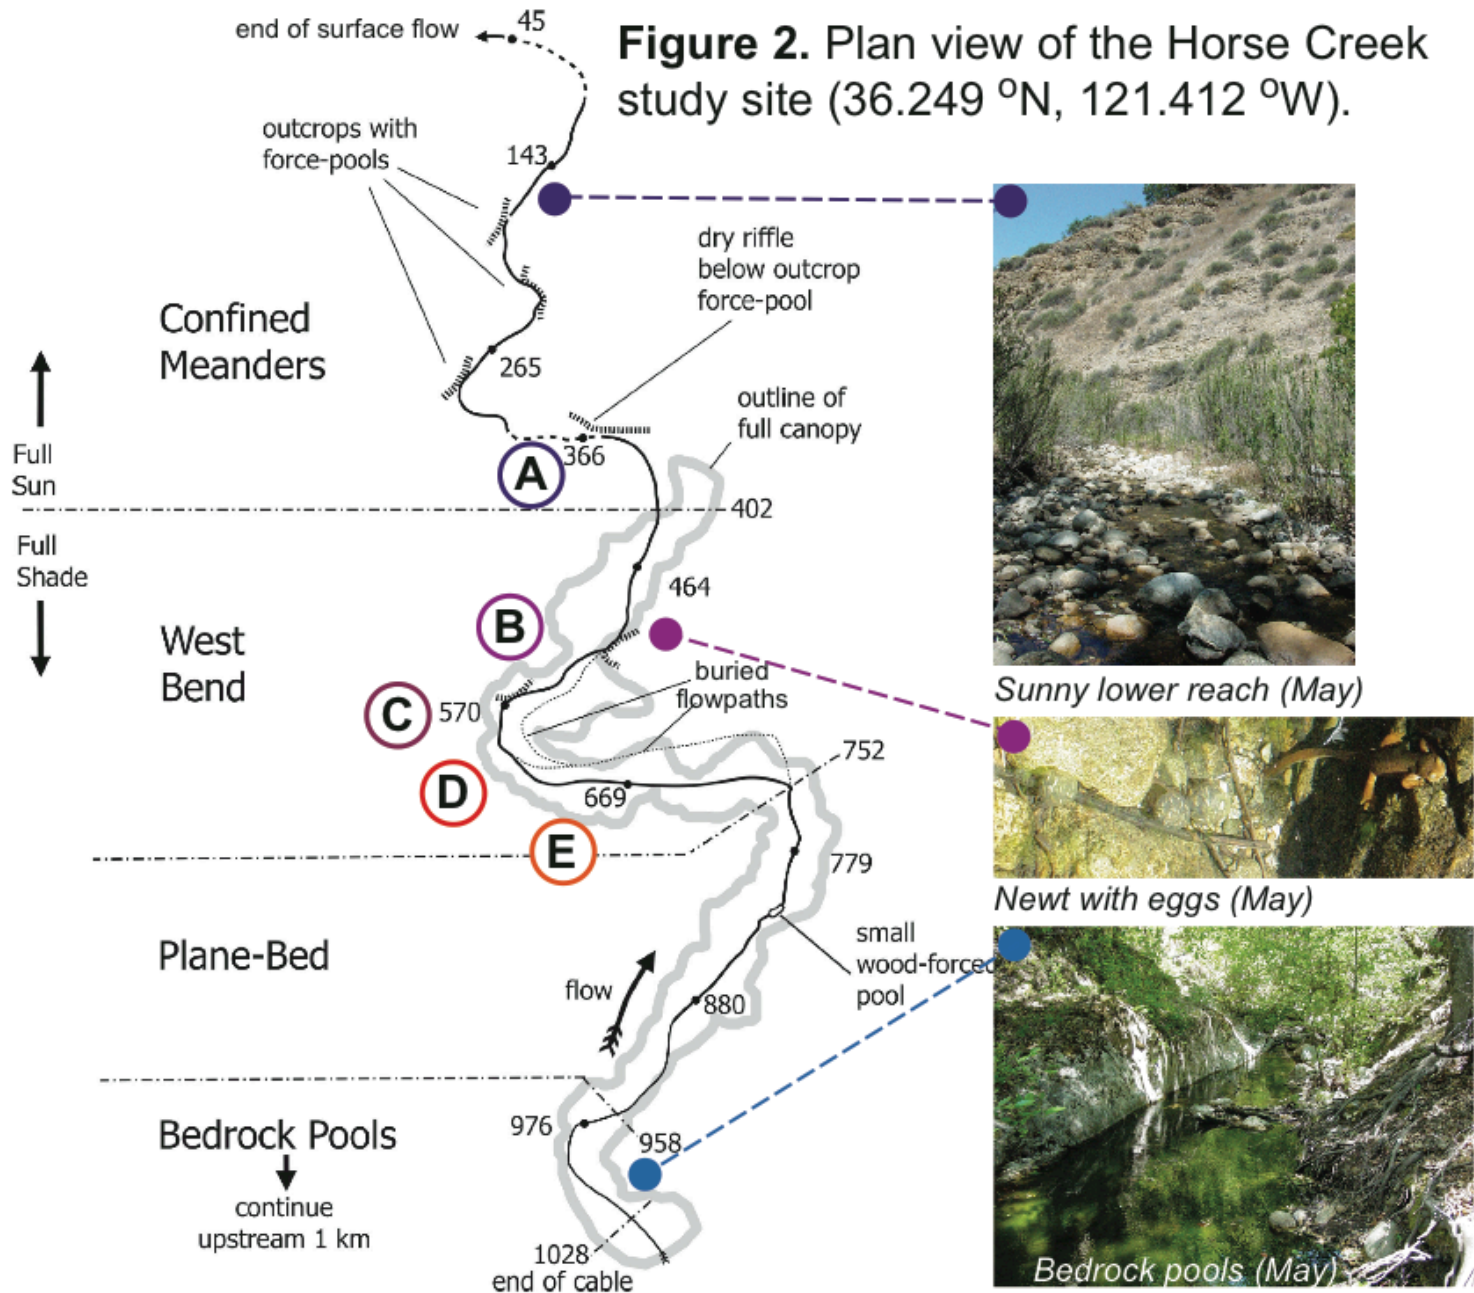 Figure 2. Plan view of the Horse Creek
study site (36.249 ºN, 121.412 ºW).
end of surface flow
45
outcrops with
force-pools
143
dry riffle
below outcrop
force-pool
Confined
Meanders
265
outline of
full canopy
Full
Sun
366
A
402
Full
Shade
464
B
West
Bend
buried
flowpaths
C
570
752
D
669
E
779
Plane-Bed
small
wood-forced
pool
flow
880
976
958
Bedrock Pools
continue
upstream 1 km
1028
end of cable
Sunny lower reach (May)
Newt with eggs (May)
Bedrock pools (May)